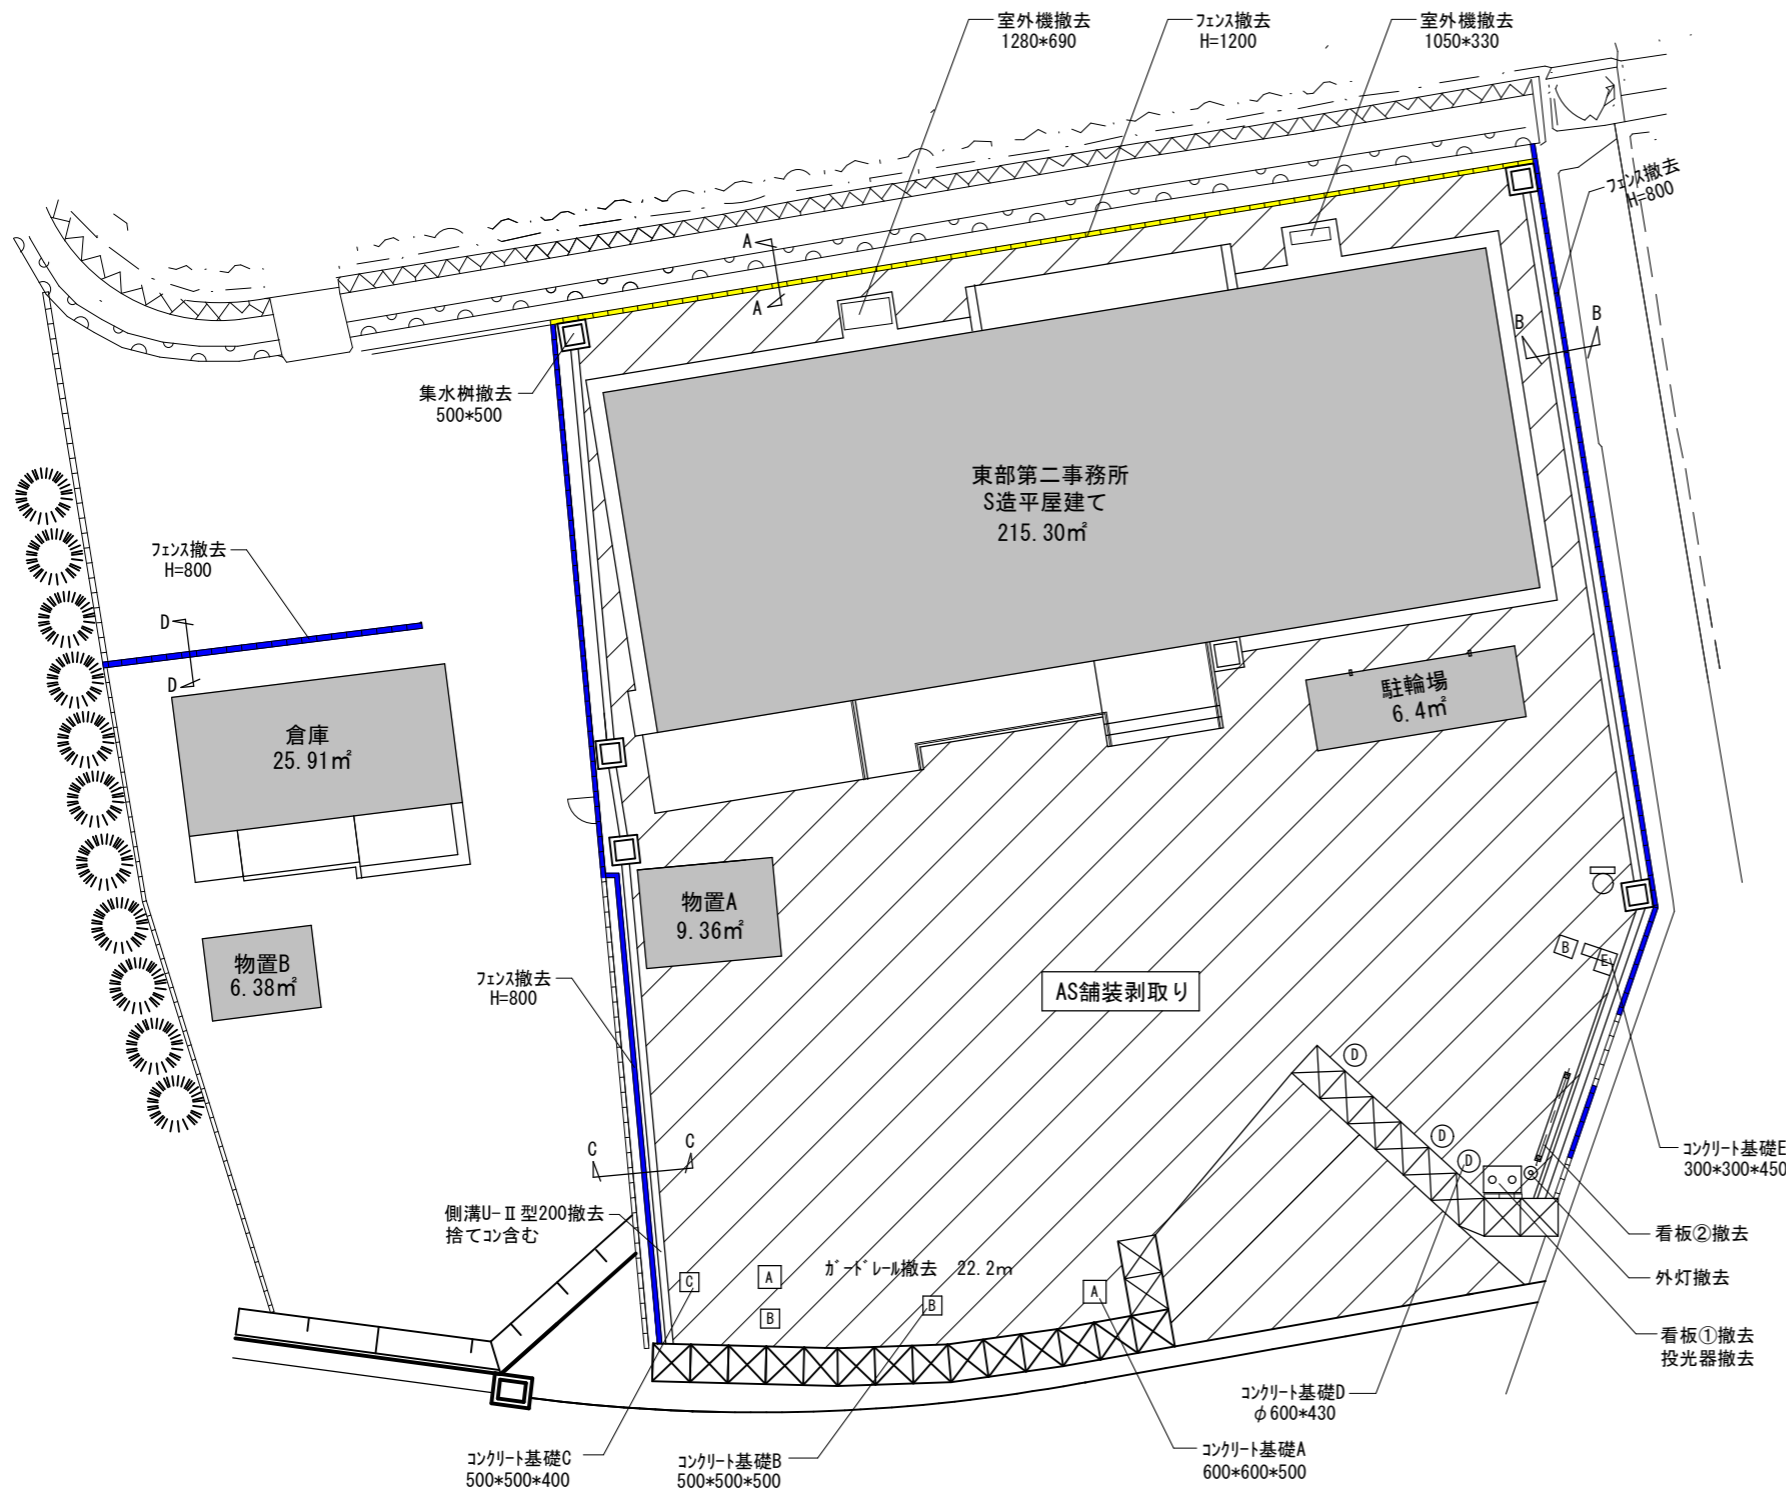 室外機撤去
1280*690
フェンス撤去
H=1200
室外機撤去
1050*330
フェンス撤去
H=800
A
A
B
B
集水桝撤去
500*500
東部第二事務所
S造平屋建て
215.30㎡
フェンス撤去
H=800
D
D
倉庫
25.91㎡
駐輪場
6.4㎡
物置A
9.36㎡
物置B
6.38㎡
フェンス撤去
H=800
AS舗装剥取り
B
E
D
D
D
C
C
コンクリート基礎E
300*300*450
側溝U-Ⅱ型200撤去
捨てコン含む
看板②撤去
外灯撤去
看板①撤去
投光器撤去
ガードレール撤去 22.2m
C
A
B
B
A
コンクリート基礎D
φ600*430
コンクリート基礎C
500*500*400
コンクリート基礎B
500*500*500
コンクリート基礎A
600*600*500